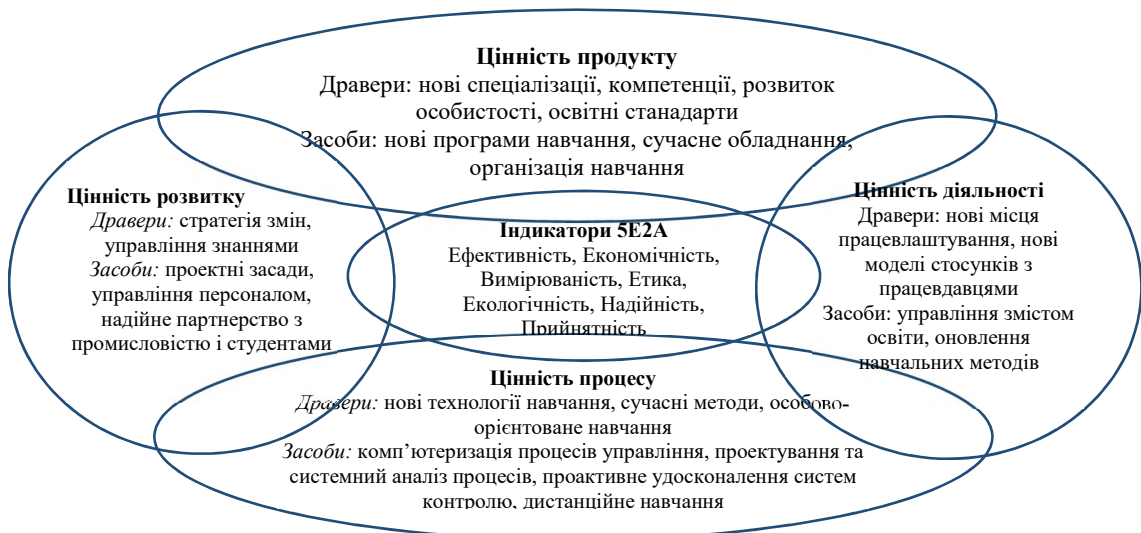 Цінність продукту
Дравери: нові спеціалізації, компетенції, розвиток
особистості, освітні станадарти
Засоби: нові програми навчання, сучасне обладнання,
організація навчання
Цінність розвитку
Дравери: стратегія змін,
управління знаннями
Засоби: проектні засади,
управління персоналом,
надійне партнерство з
промисловістю і студентами
Індикатори 5Е2А
Ефективність, Економічність,
Вимірюваність, Етика,
Екологічність, Надійність,
Прийнятність
Цінність діяльності
Дравери: нові місця
працевлаштування, нові
моделі стосунків з
працевдавцями
Засоби: управління змістом
освіти, оновлення
навчальних методів
Цінність процесу
Дравери: нові технології навчання, сучасні методи, особово-
орієнтоване навчання
Засоби: комп’ютеризація процесів управління, проектування та
системний аналіз процесів, проактивне удосконалення систем
контролю, дистанційне навчання